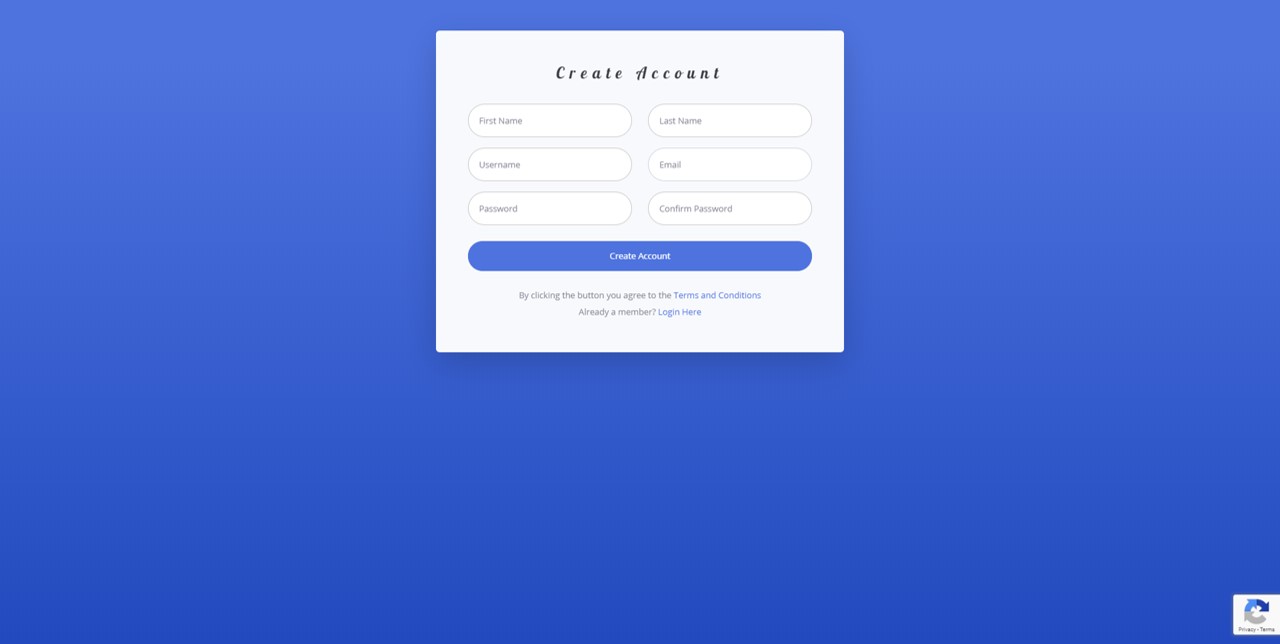 Create Account
First Name Last Name
Username Email
Password Confirm Password
Create Account
By clicking the button you agree to the Terms and Conditions
Already a member? Login Here
Privacy - Terms